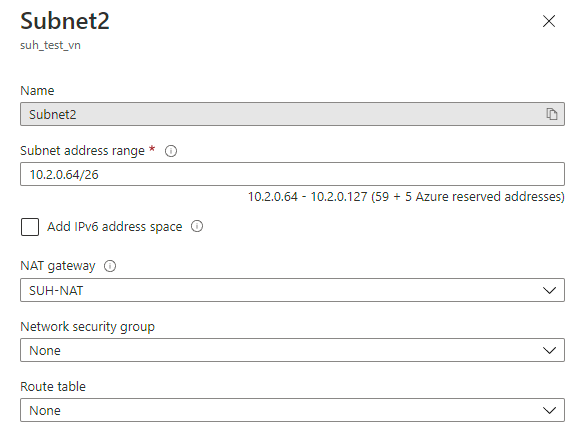 Subnet2
suh_test_vn
Name
Subnet2
Subnet address range *
10.2.0.64/26
10.2.0.64 - 10.2.0.127 (59 + 5 Azure reserved addresses)
Add IPv6 address space
NAT gateway
SUH-NAT
Network security group
None
Route table
None